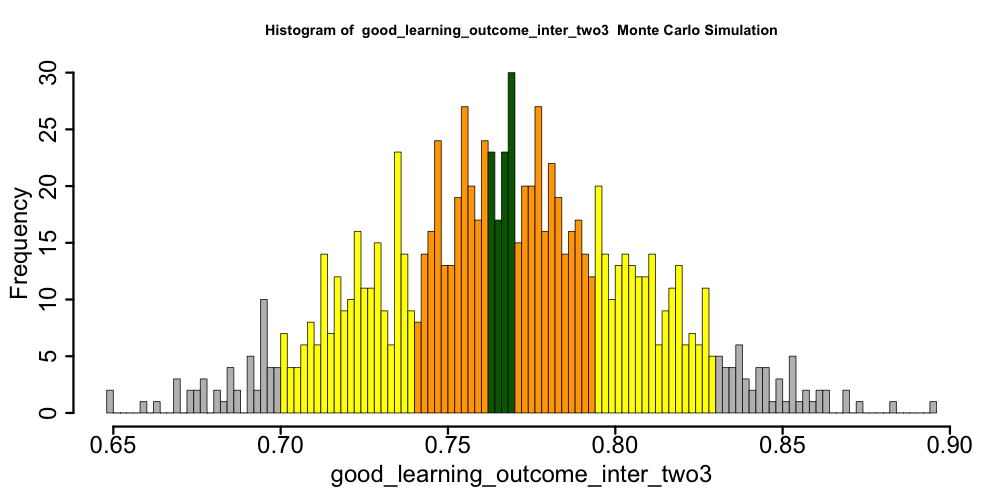 Histogram of  good_learning_outcome_inter_two3  Monte Carlo Simulation
30
25
20
15
10
5
0
Frequency
0.65 0.70 0.75 0.80 0.85 0.90
good_learning_outcome_inter_two3